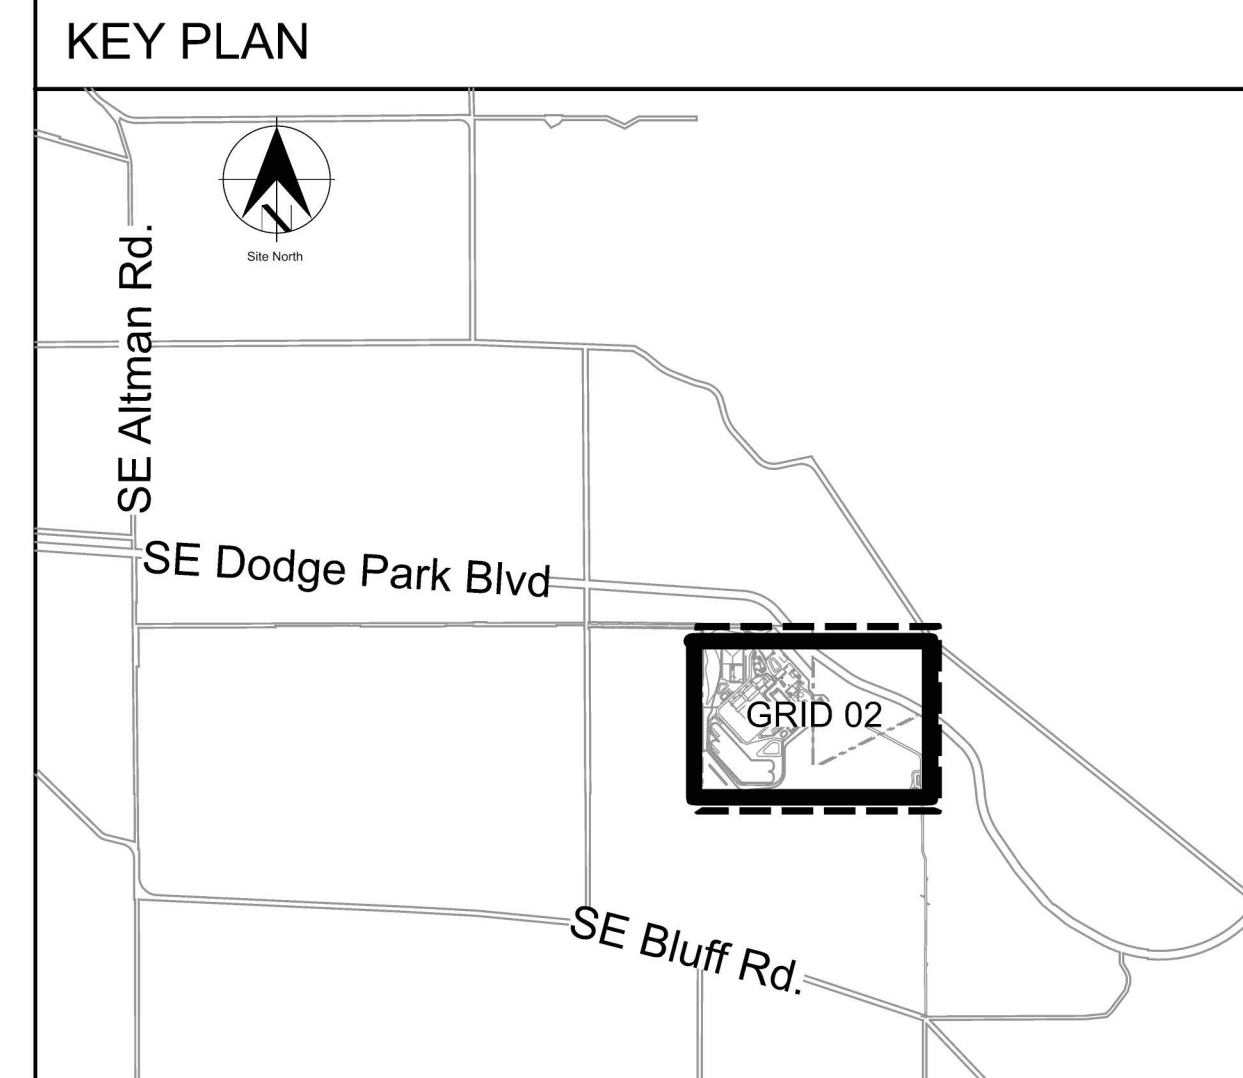 KEY PLAN
N
Site North
SE Altman Rd.
SE Dodge Park Blvd
GRID 02
SE Bluff Rd.